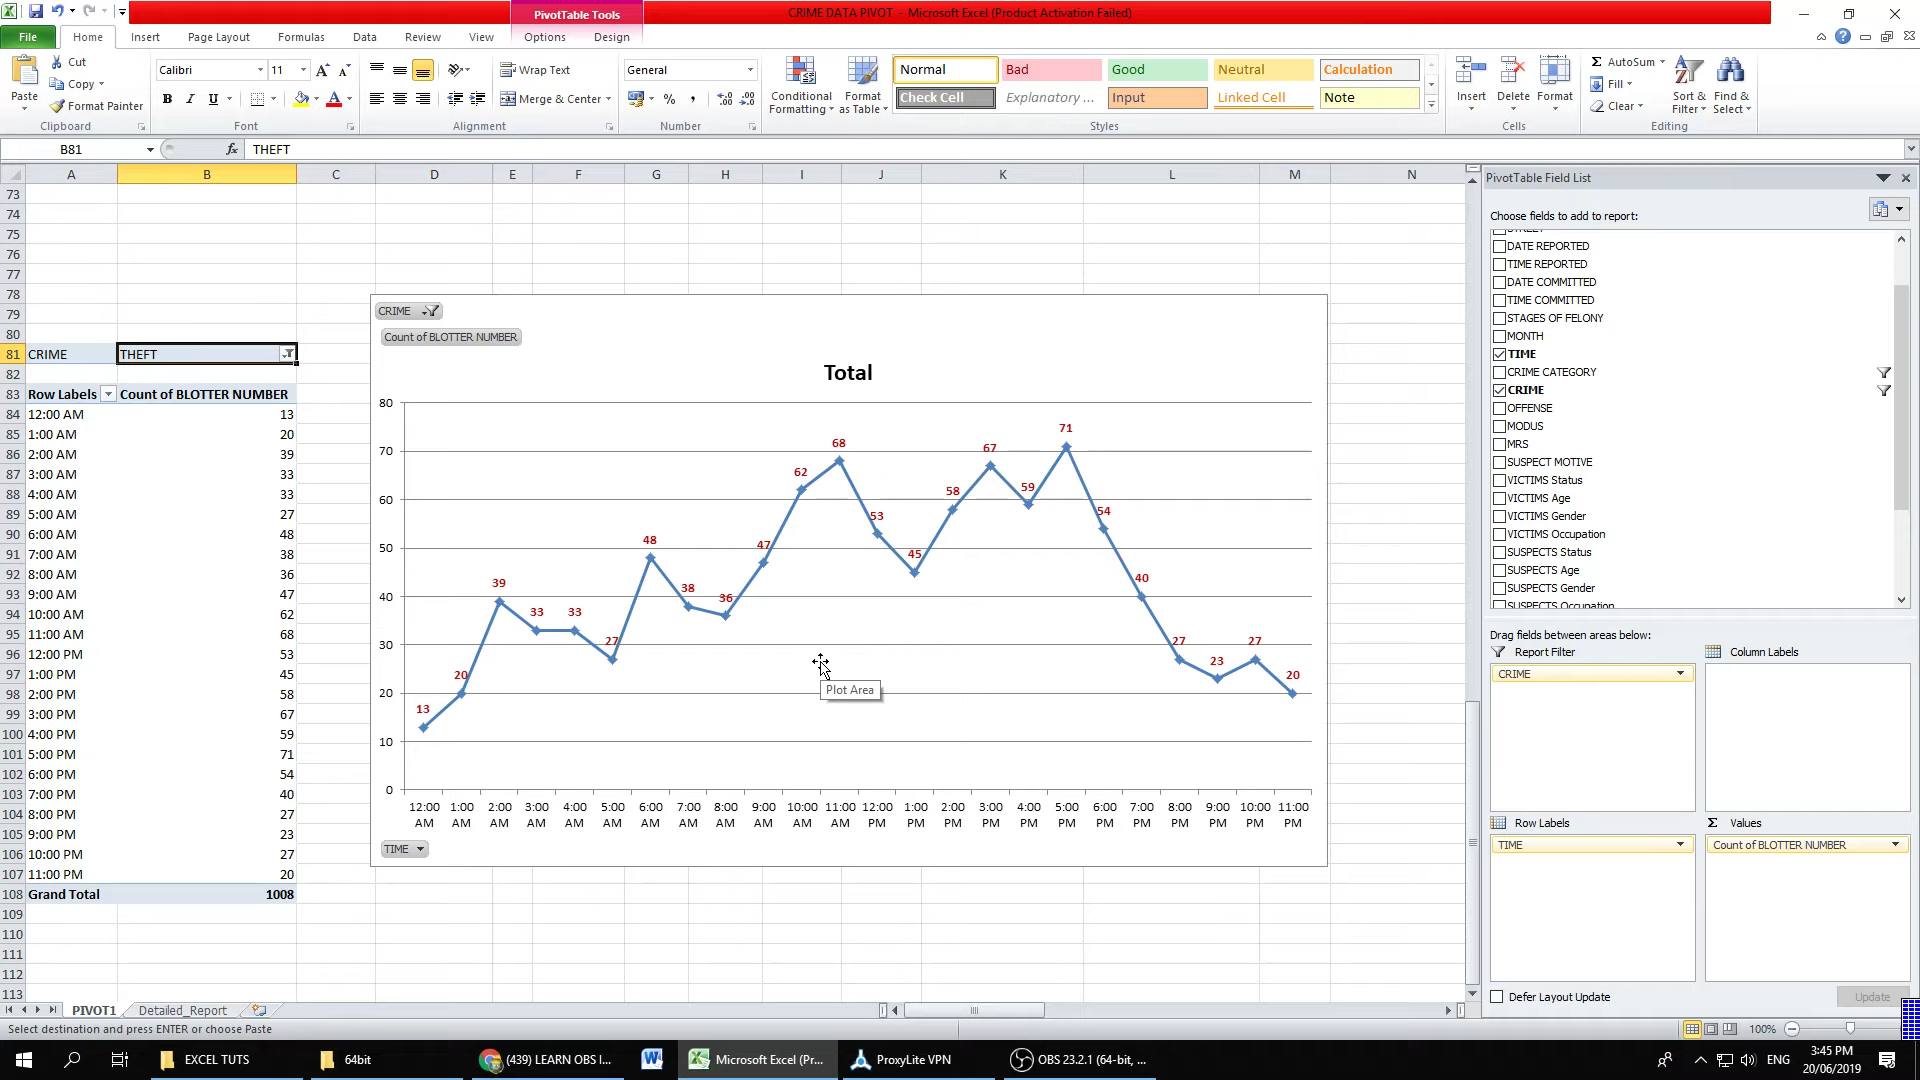 PivotTable Tools
CRIME DATA PIVOT - Microsoft Excel (Product Activation Failed)
File Home Insert Page Layout Formulas Data Review View Options Design
Paste
Cut
Copy
Format Painter
Clipboard
Calibri 11
B I U
Font
Wrap Text
Merge & Center
Alignment
General
% ,
Number
Conditional Formatting
Format as Table
Normal Bad Good Neutral Calculation
Check Cell Explanatory ... Input Linked Cell Note
Styles
Insert Delete Format
Cells
AutoSum
Fill
Clear
Sort & Filter
Find & Select
Editing
B81 fx THEFT
A B C D E F G H I J K L M N
73
74
75
76
77
78
79
80
81 CRIME THEFT
82
83 Row Labels Count of BLOTTER NUMBER
84 12:00 AM 13
85 1:00 AM 20
86 2:00 AM 39
87 3:00 AM 33
88 4:00 AM 33
89 5:00 AM 27
90 6:00 AM 48
91 7:00 AM 38
92 8:00 AM 36
93 9:00 AM 47
94 10:00 AM 62
95 11:00 AM 68
96 12:00 PM 53
97 1:00 PM 45
98 2:00 PM 58
99 3:00 PM 67
100 4:00 PM 59
101 5:00 PM 71
102 6:00 PM 54
103 7:00 PM 40
104 8:00 PM 27
105 9:00 PM 23
106 10:00 PM 27
107 11:00 PM 20
108 Grand Total 1008
109
110
111
112
113
CRIME
Count of BLOTTER NUMBER
Total
80
70
60
50
40
30
20
10
0
13 20 39 33 33 27 48 38 36 47 62 68 53 45 58 67 59 71 54 40 27 23 27 20
Plot Area
12:00 1:00 2:00 3:00 4:00 5:00 6:00 7:00 8:00 9:00 10:00 11:00 12:00 1:00 2:00 3:00 4:00 5:00 6:00 7:00 8:00 9:00 10:00 11:00
AM AM AM AM AM AM AM AM AM AM AM AM PM PM PM PM PM PM PM PM PM PM PM PM
TIME
PivotTable Field List
Choose fields to add to report:
STREET
DATE REPORTED
TIME REPORTED
DATE COMMITTED
TIME COMMITTED
STAGES OF FELONY
MONTH
TIME
CRIME CATEGORY
CRIME
OFFENSE
MODUS
MRS
SUSPECT MOTIVE
VICTIMS Status
VICTIMS Age
VICTIMS Gender
VICTIMS Occupation
SUSPECTS Status
SUSPECTS Age
SUSPECTS Gender
SUSPECTS Occupation
Drag fields between areas below:
Report Filter Column Labels
CRIME
Row Labels Σ Values
TIME Count of BLOTTER NUMBER
Defer Layout Update Update
PIVOT1 Detailed_Report
Select destination and press ENTER or choose Paste
100%
EXCEL TUTS
64bit
(439) LEARN OBS I...
Microsoft Excel (Pr...
ProxyLite VPN
OBS 23.2.1 (64-bit, ...
ENG
3:45 PM
20/06/2019